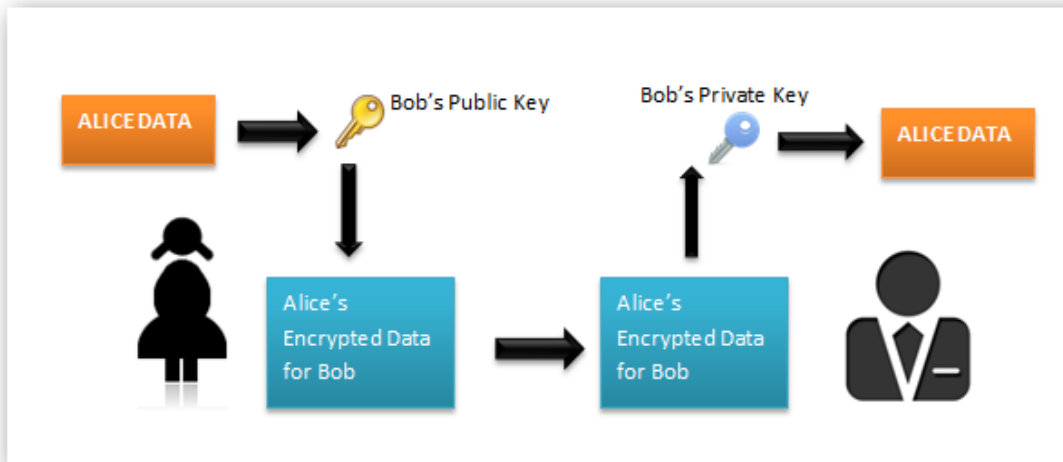 ALICE DATA
Bob's Public Key
Bob's Private Key
ALICE DATA
Alice's
Encrypted Data
for Bob
Alice's
Encrypted Data
for Bob